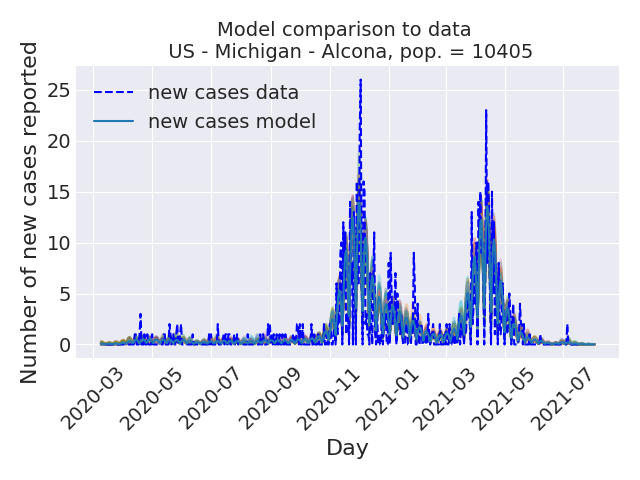 Model comparison to data
US - Michigan - Alcona, pop. = 10405
Number of new cases reported
25
20
15
10
5
0
new cases data
new cases model
2020-03
2020-05
2020-07
2020-09
2020-11
2021-01
2021-03
2021-05
2021-07
Day